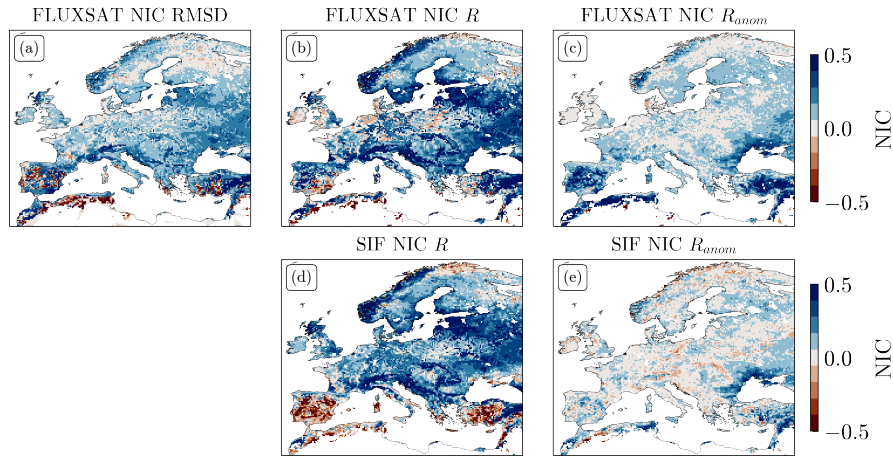 FLUXSAT NIC RMSD
FLUXSAT NIC R
FLUXSAT NIC R_anom
(a)
(b)
(c)
0.5
0.0
−0.5
NIC
SIF NIC R
SIF NIC R_anom
(d)
(e)
0.5
0.0
−0.5
NIC